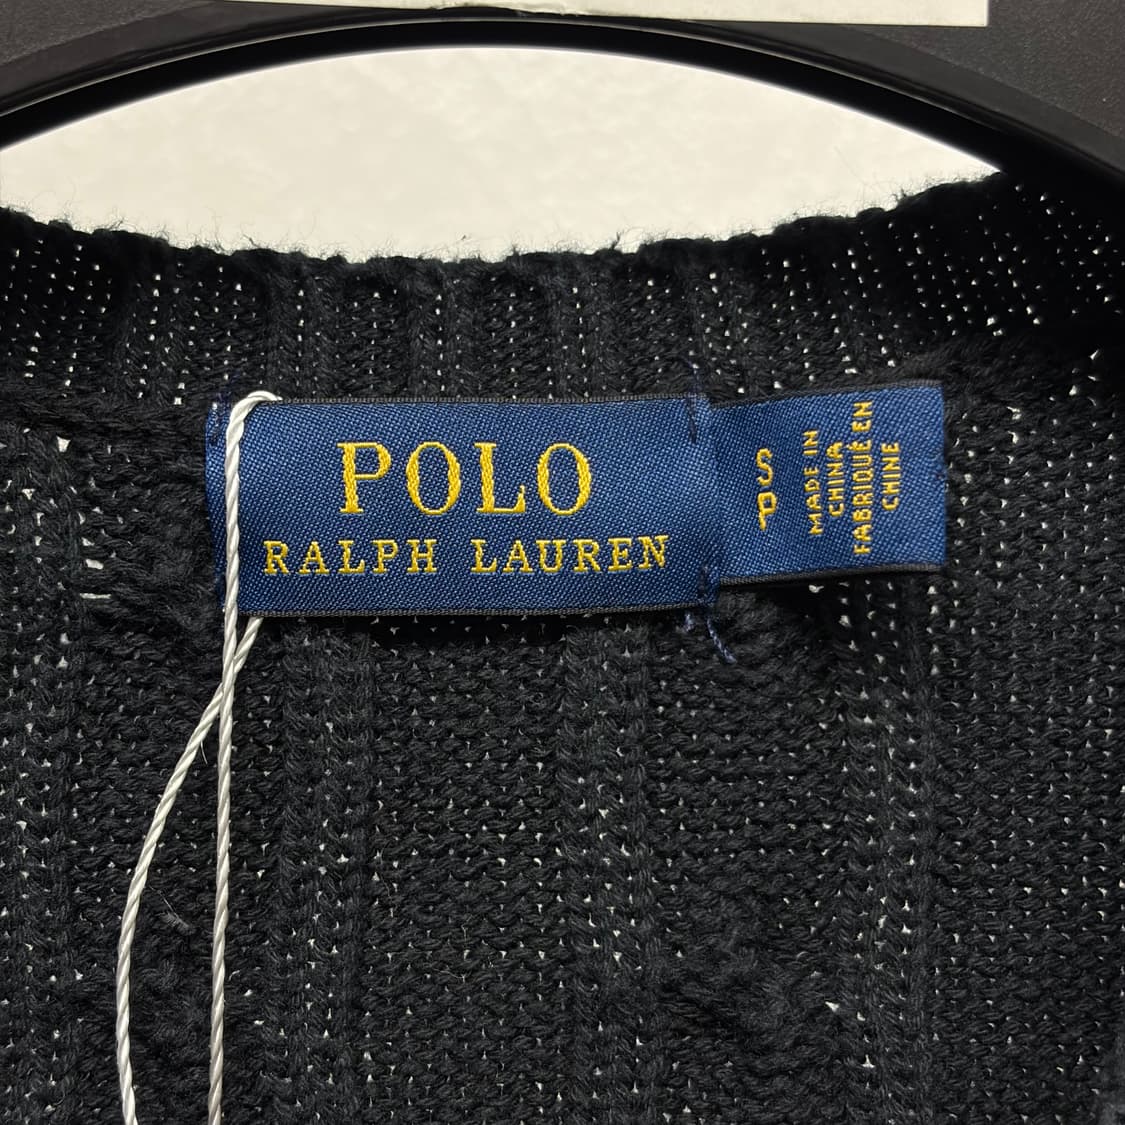 POLO
RALPH LAUREN
S
P
MADE IN
CHINA
FABRIQUÉ EN
CHINE